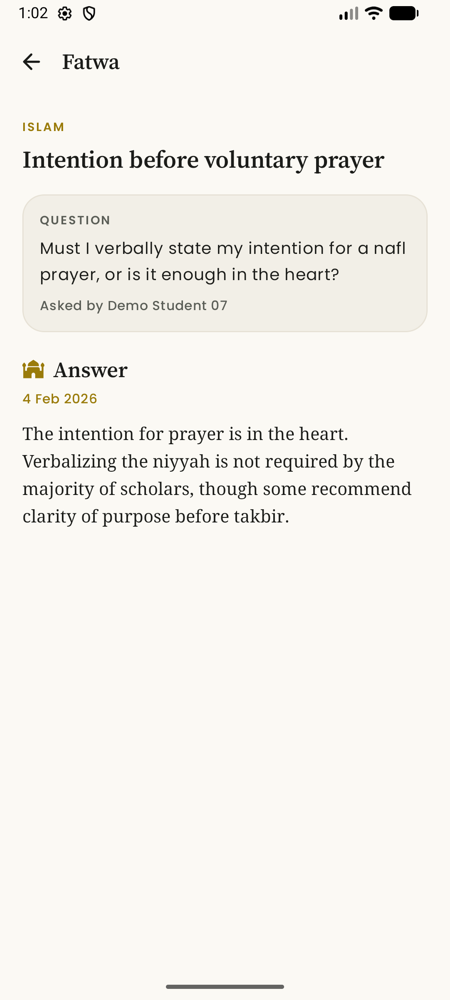 1:02
Fatwa
ISLAM
Intention before voluntary prayer
QUESTION
Must I verbally state my intention for a nafl
prayer, or is it enough in the heart?
Asked by Demo Student 07
Answer
4 Feb 2026
The intention for prayer is in the heart.
Verbalizing the niyyah is not required by the
majority of scholars, though some recommend
clarity of purpose before takbir.